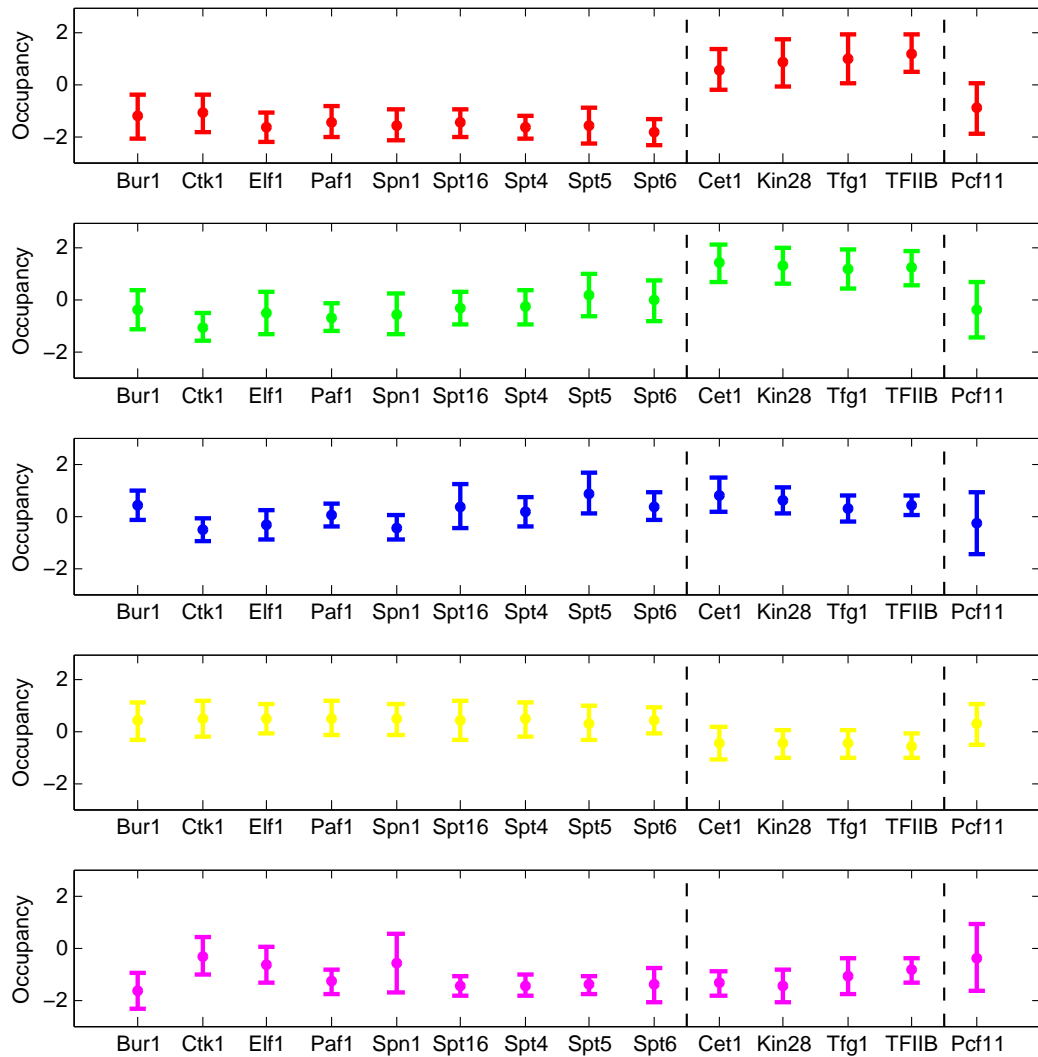 Occupancy
2
0
−2
Bur1 Ctk1 Elf1 Paf1 Spn1 Spt16 Spt4 Spt5 Spt6 Cet1 Kin28 Tfg1 TFIIB Pcf11
Occupancy
2
0
−2
Bur1 Ctk1 Elf1 Paf1 Spn1 Spt16 Spt4 Spt5 Spt6 Cet1 Kin28 Tfg1 TFIIB Pcf11
Occupancy
2
0
−2
Bur1 Ctk1 Elf1 Paf1 Spn1 Spt16 Spt4 Spt5 Spt6 Cet1 Kin28 Tfg1 TFIIB Pcf11
Occupancy
2
0
−2
Bur1 Ctk1 Elf1 Paf1 Spn1 Spt16 Spt4 Spt5 Spt6 Cet1 Kin28 Tfg1 TFIIB Pcf11
Occupancy
2
0
−2
Bur1 Ctk1 Elf1 Paf1 Spn1 Spt16 Spt4 Spt5 Spt6 Cet1 Kin28 Tfg1 TFIIB Pcf11